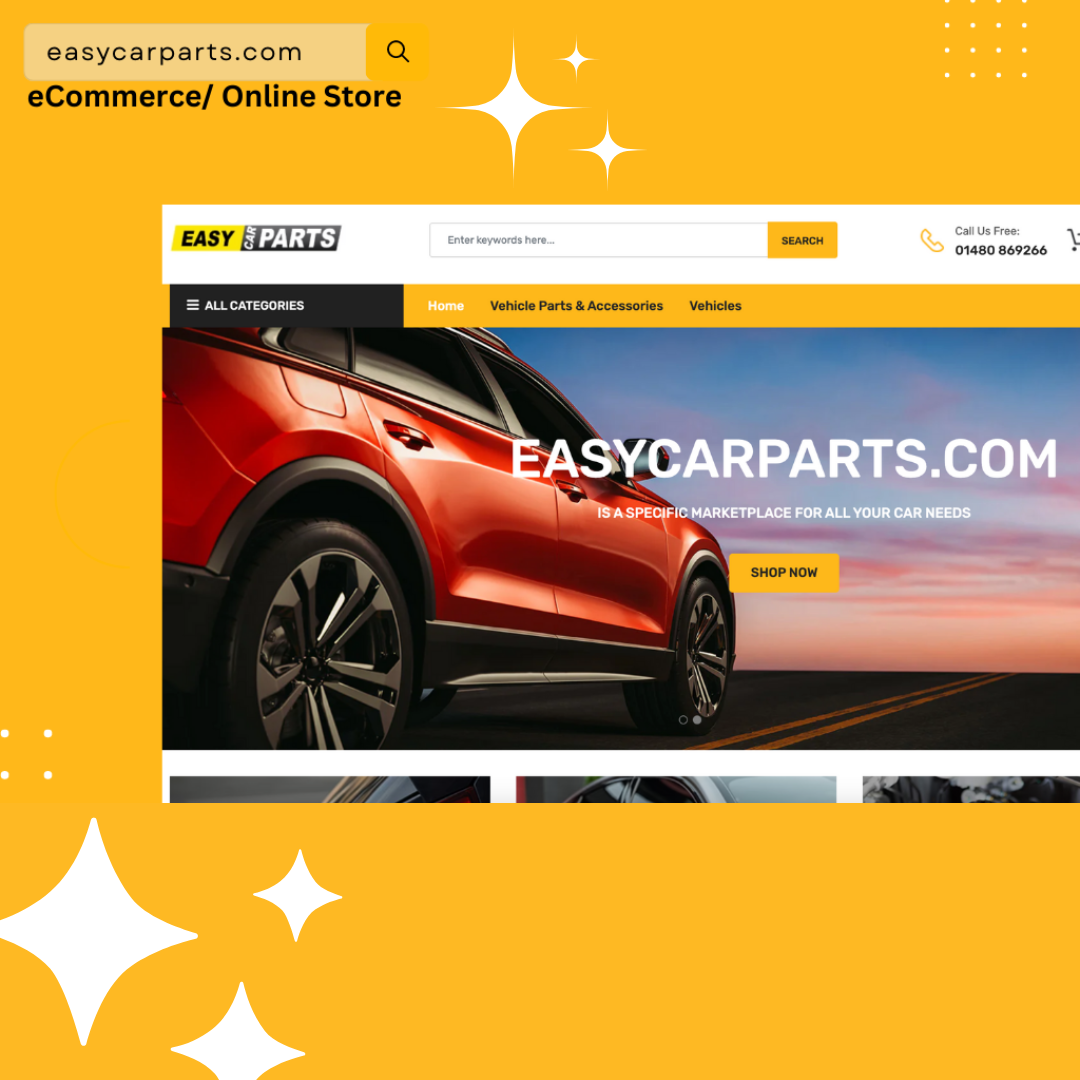 easycarparts.com
eCommerce/ Online Store
EASY CAR PARTS
Enter keywords here...
SEARCH
Call Us Free:
01480 869266
ALL CATEGORIES
Home
Vehicle Parts & Accessories
Vehicles
EASYCARPARTS.COM
IS A SPECIFIC MARKETPLACE FOR ALL YOUR CAR NEEDS
SHOP NOW